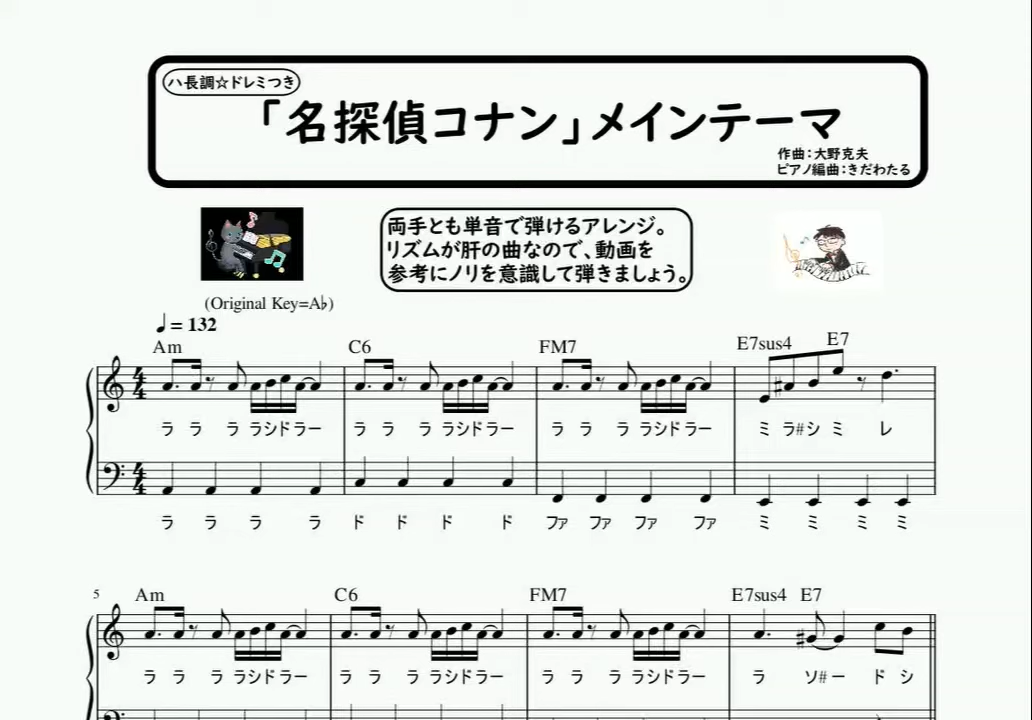 ハ長調☆ドレミつき
「名探偵コナン」メインテーマ
作曲：大野克夫
ピアノ編曲：きだわたる
両手とも単音で弾けるアレンジ。
リズムが肝の曲なので、動画を
参考にノリを意識して弾きましょう。
(Original Key=A♭)
♩= 132
Am C6 FM7 E7sus4 E7
ラ ラ ラ ラシドラー ラ ラ ラ ラシドラー ラ ラ ラ ラシドラー ミ ラ#シ ミ レ
ラ ラ ラ ラ ド ド ド ド ファ ファ ファ ファ ミ ミ ミ ミ
5 Am C6 FM7 E7sus4 E7
ラ ラ ラ ラシドラー ラ ラ ラ ラシドラー ラ ラ ラ ラシドラー ラ ソ#ー ド シ